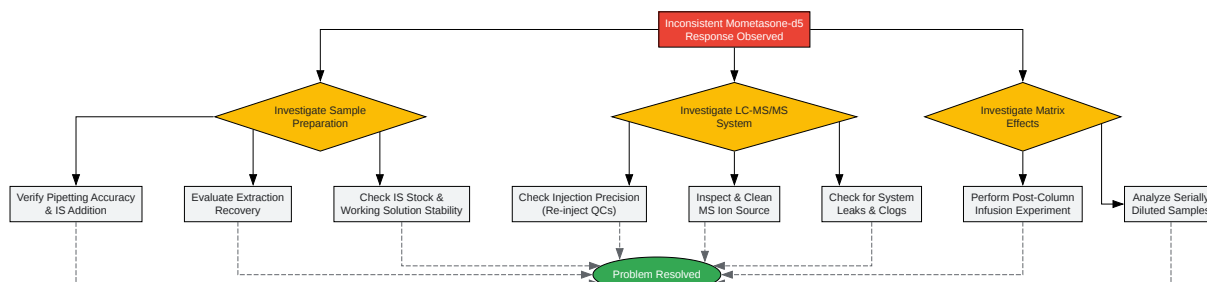 Inconsistent Mometasone-d5
Response Observed
Investigate Sample
Preparation
Investigate LC-MS/MS
System
Investigate Matrix
Effects
Verify Pipetting Accuracy
& IS Addition
Evaluate Extraction
Recovery
Check IS Stock &
Working Solution Stability
Check Injection Precision
(Re-inject QCs)
Inspect & Clean
MS Ion Source
Check for System
Leaks & Clogs
Perform Post-Column
Infusion Experiment
Analyze Serially
Diluted Samples
Problem Resolved